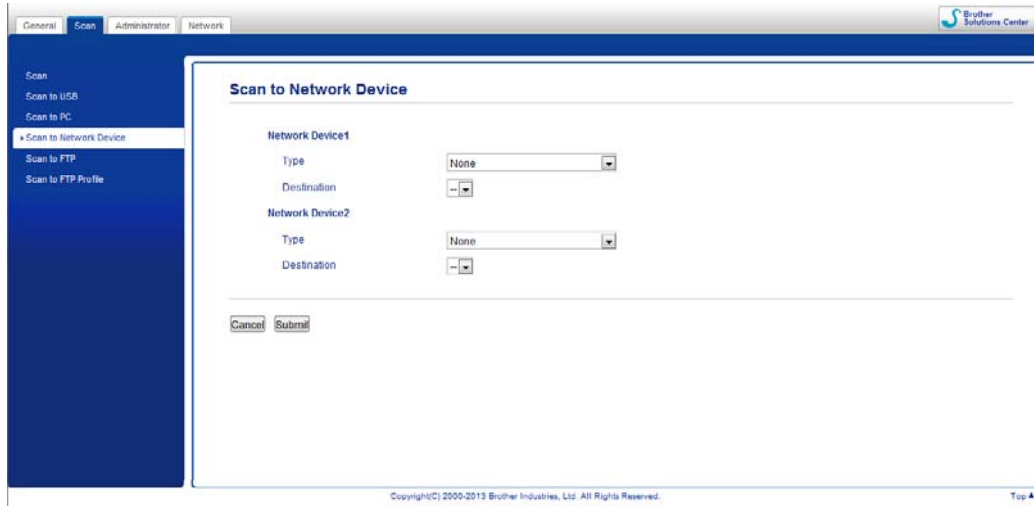 General Scan Administrator Network
Brother
Solutions Center
Scan
Scan to USB
Scan to PC
Scan to Network Device
Scan to FTP
Scan to FTP Profile
Scan to Network Device
Network Device1
Type None
Destination --
Network Device2
Type None
Destination --
Cancel Submit
Copyright(C) 2000-2013 Brother Industries, Ltd. All Rights Reserved.
Top▲